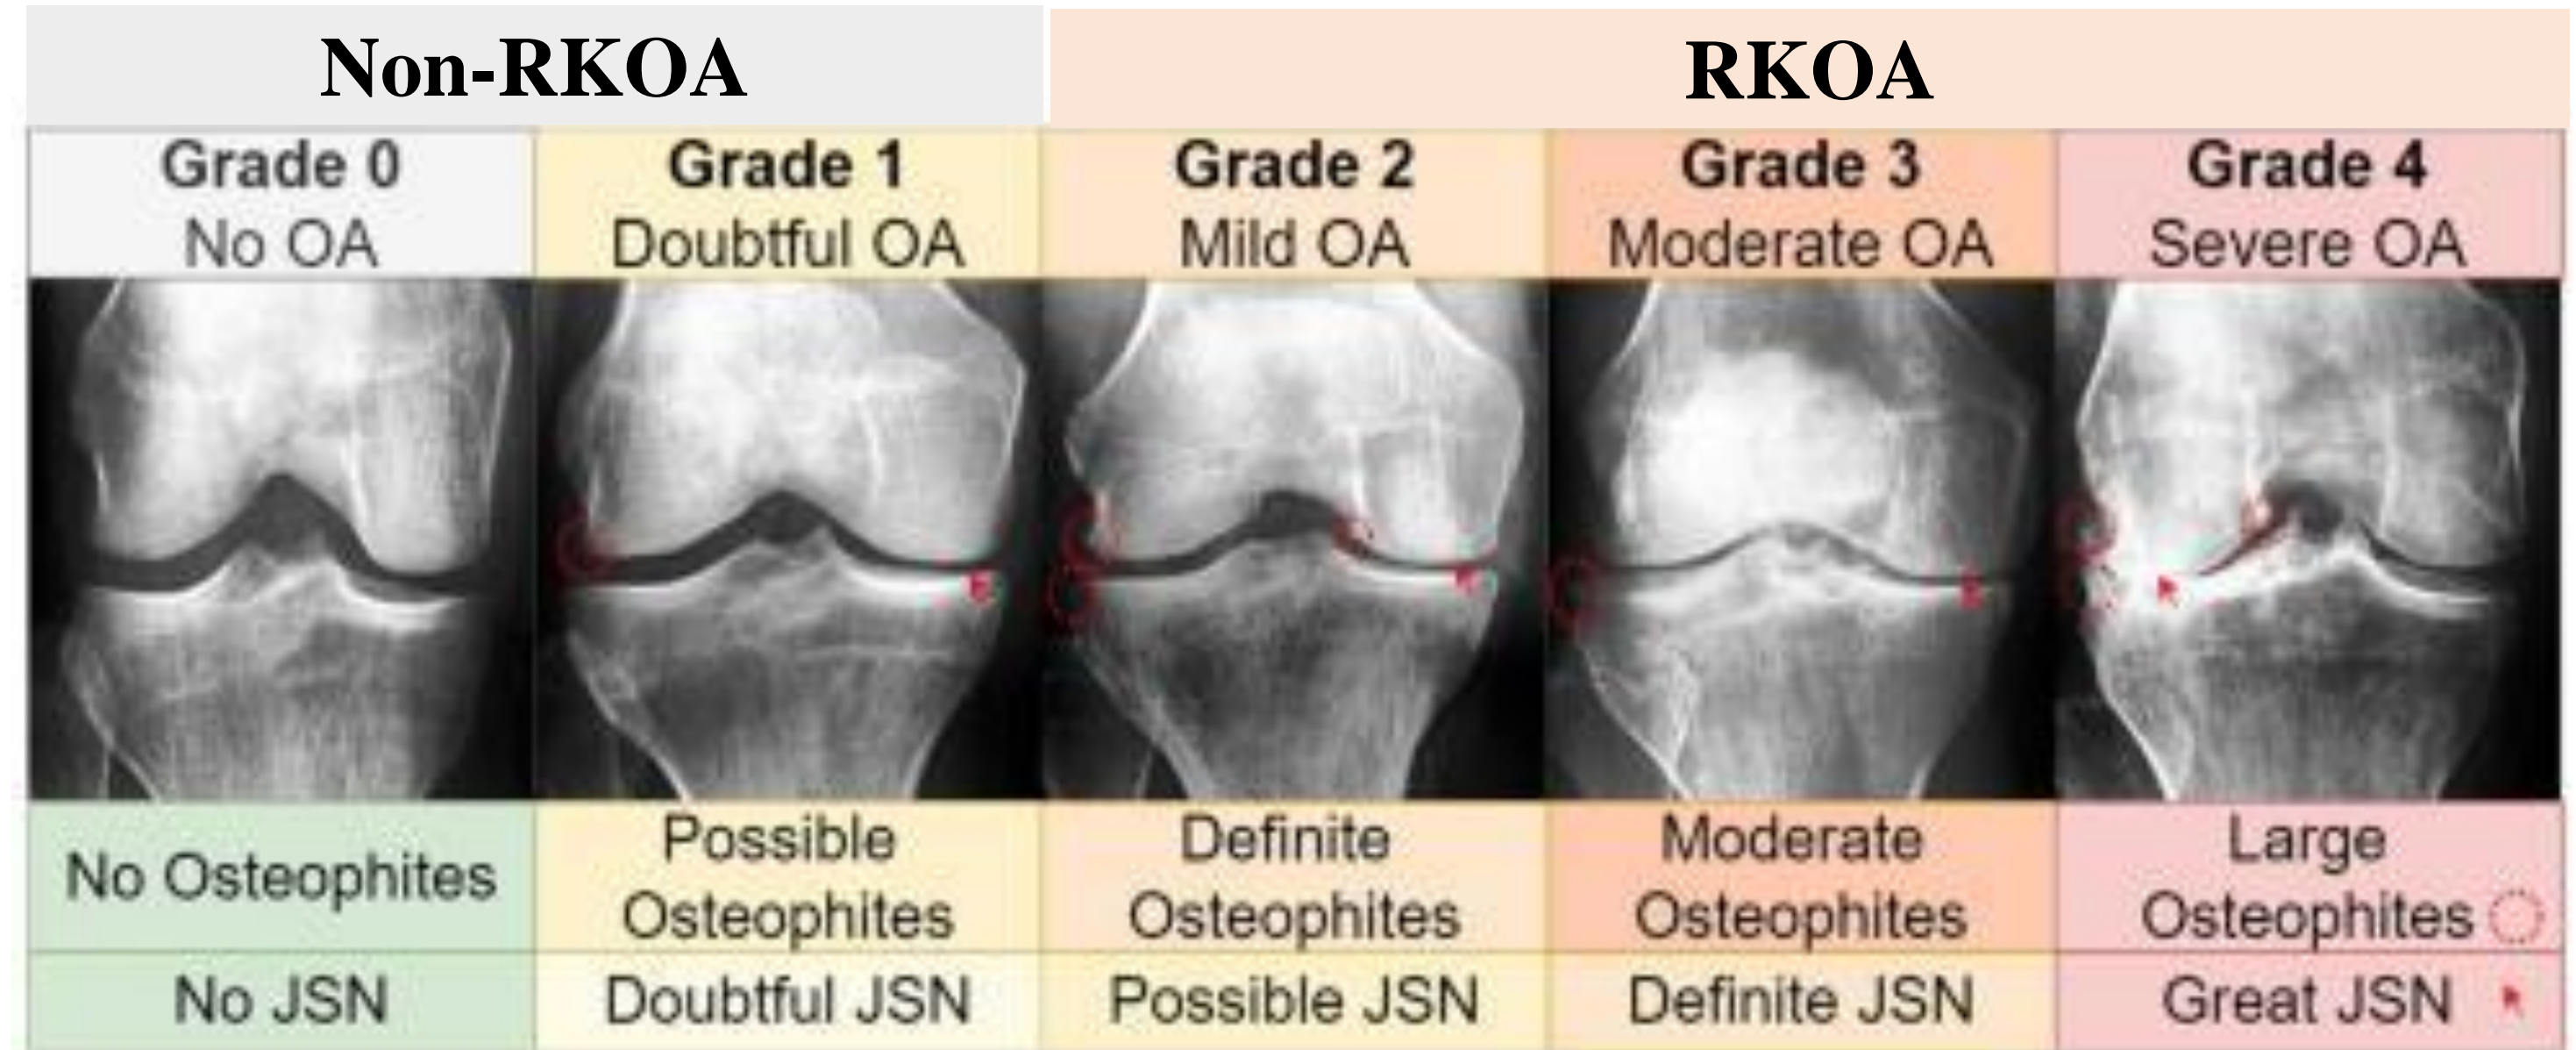 Non-RKOA
RKOA
Grade 0
No OA
Grade 1
Doubtful OA
Grade 2
Mild OA
Grade 3
Moderate OA
Grade 4
Severe OA
No Osteophites
Possible
Osteophites
Definite
Osteophites
Moderate
Osteophites
Large
Osteophites
No JSN
Doubtful JSN
Possible JSN
Definite JSN
Great JSN